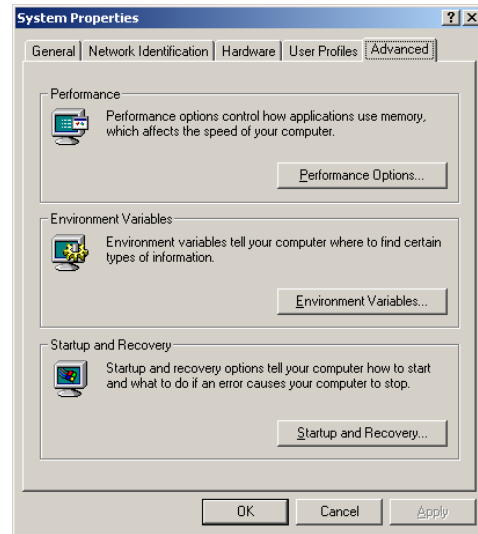 System Properties
General Network Identification Hardware User Profiles Advanced
Performance
Performance options control how applications use memory,
which affects the speed of your computer.
Performance Options...
Environment Variables
Environment variables tell your computer where to find certain
types of information.
Environment Variables...
Startup and Recovery
Startup and recovery options tell your computer how to start
and what to do if an error causes your computer to stop.
Startup and Recovery...
OK Cancel Apply